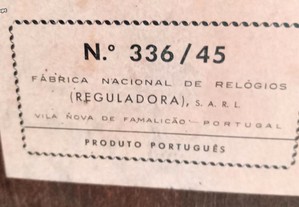 N.º 336/45
FÁBRICA NACIONAL DE RELÓGIOS
(REGULADORA), S.A.R.L
VILA NOVA DE FAMALICÃO - PORTUGAL
PRODUTO PORTUGUÊS